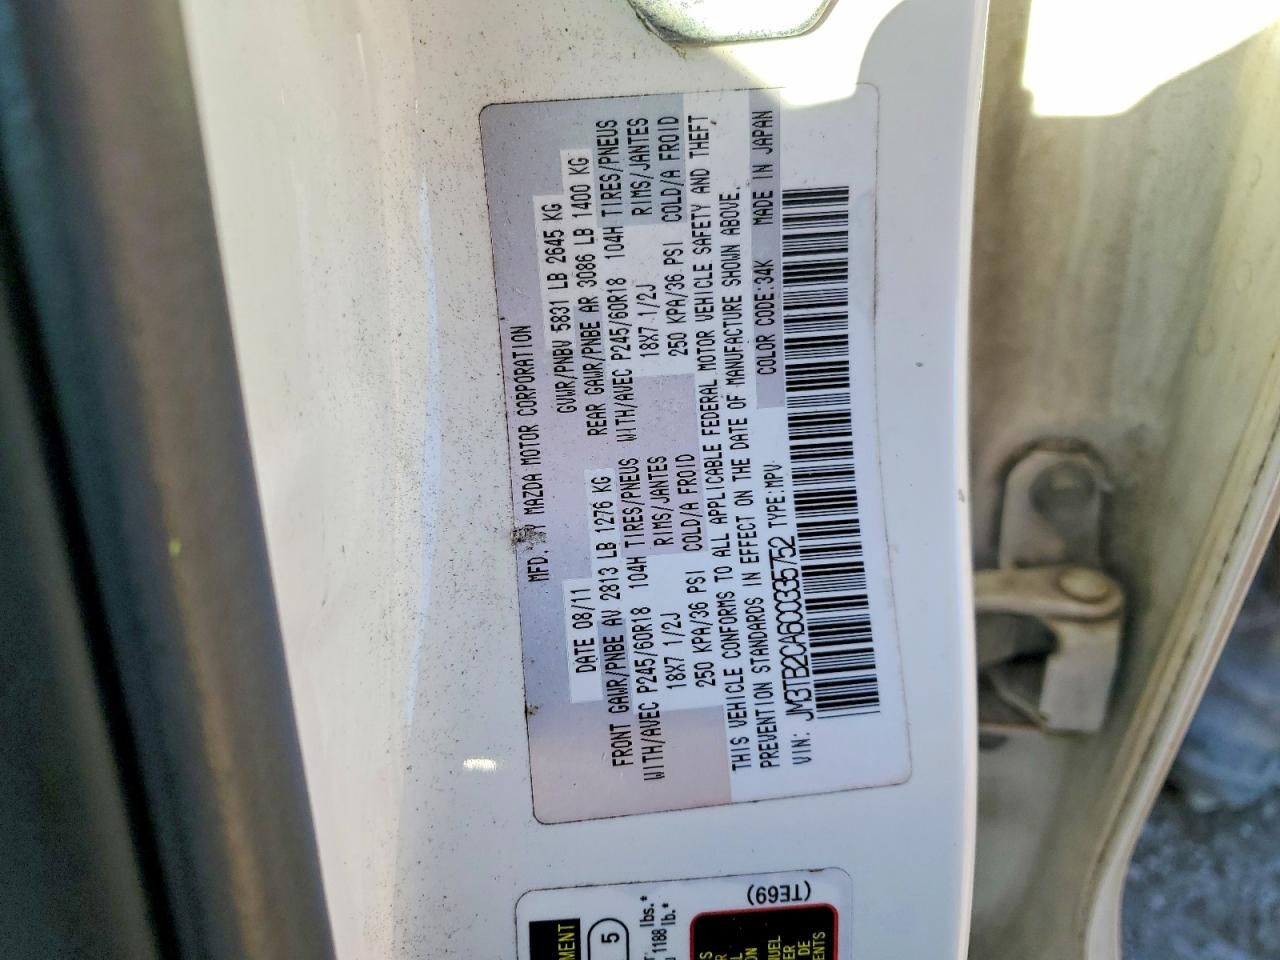 MFD. BY MAZDA MOTOR CORPORATION
DATE 08/11 GVWR/PNBV 5831 LB 2645 KG
FRONT GAWR/PNBE AV 2813 LB 1276 KG REAR GAWR/PNBE AR 3086 LB 1400 KG
WITH/AVEC P245/60R18 104H TIRES/PNEUS WITH/AVEC P245/60R18 104H TIRES/PNEUS
18X7 1/2J RIMS/JANTES 18X7 1/2J RIMS/JANTES
250 KPA/36 PSI COLD/A FROID 250 KPA/36 PSI COLD/A FROID
THIS VEHICLE CONFORMS TO ALL APPLICABLE FEDERAL MOTOR VEHICLE SAFETY AND THEFT
PREVENTION STANDARDS IN EFFECT ON THE DATE OF MANUFACTURE SHOWN ABOVE.
VIN: JM3TB2CA6C0335752 TYPE:MPV COLOR CODE:34K MADE IN JAPAN
(TE69)
5
lbs.*
1188 lb.*